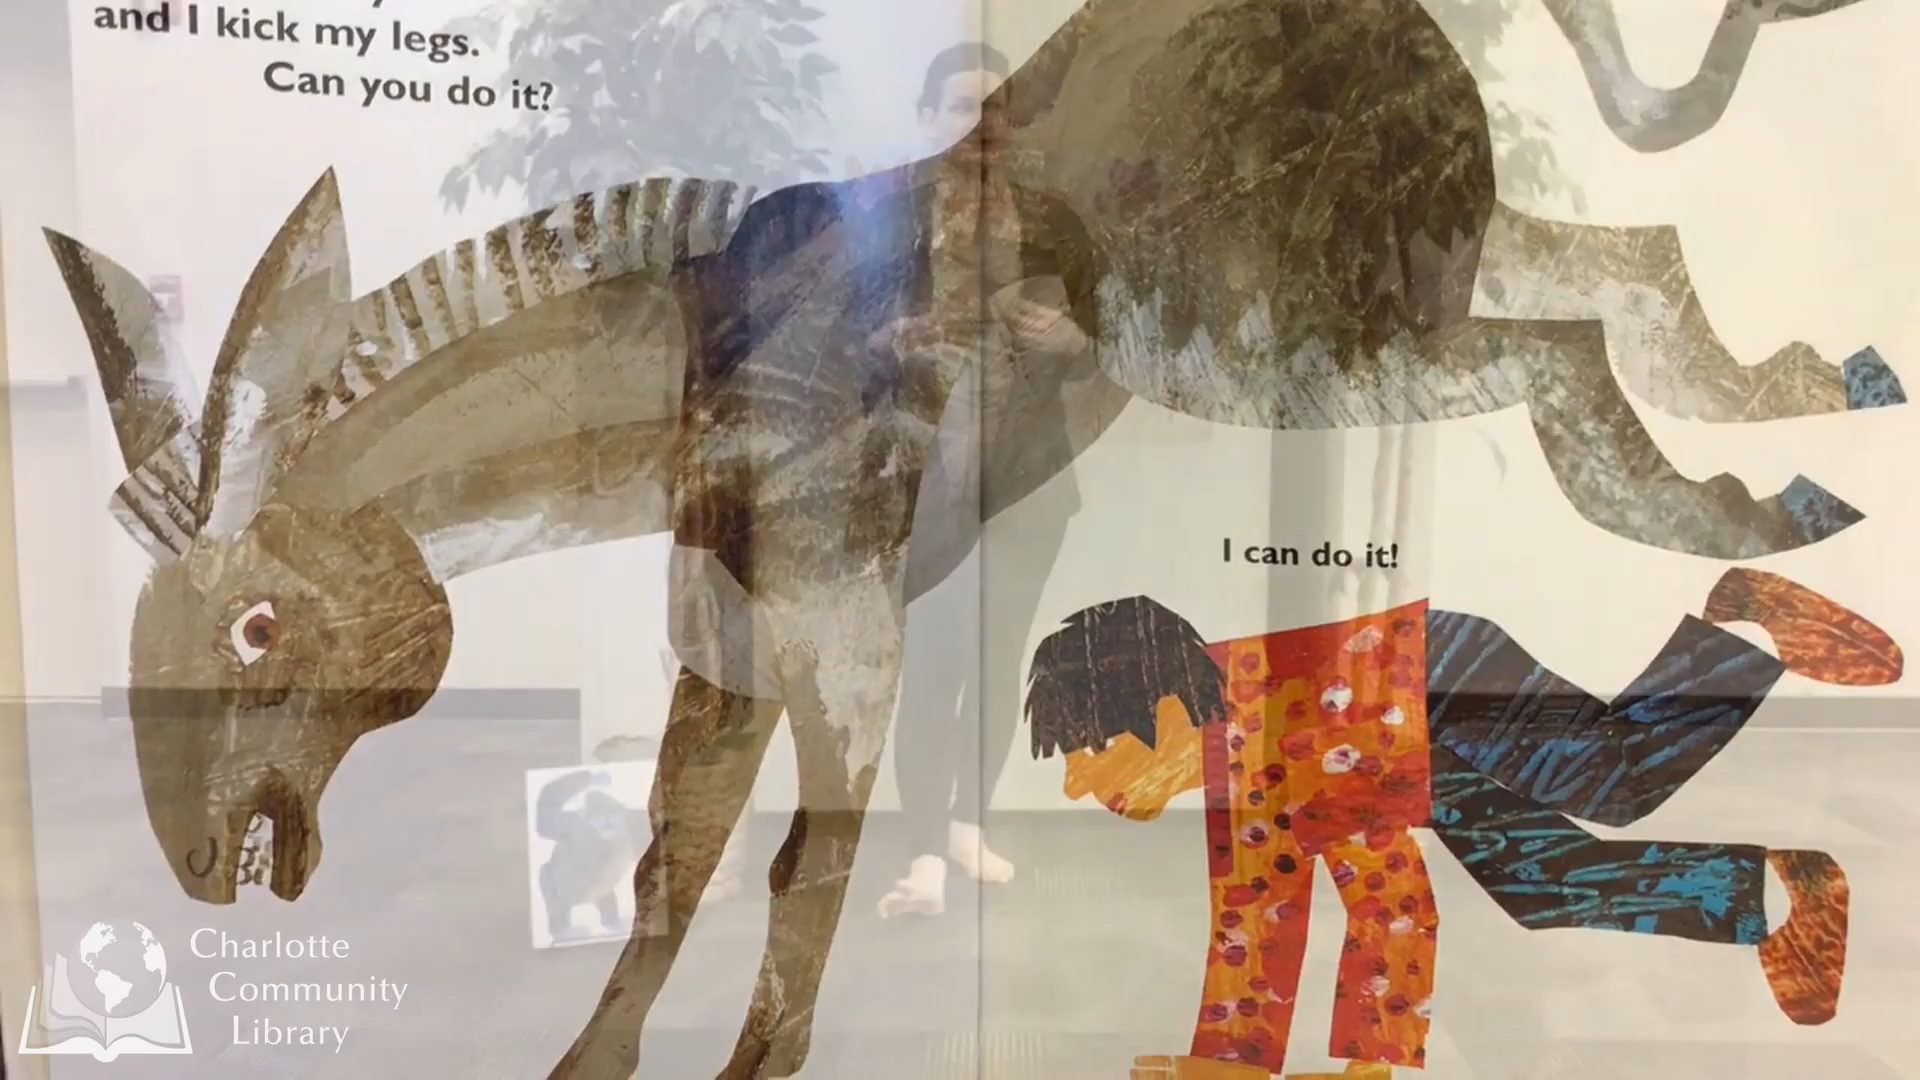 and I kick my legs.
Can you do it?
I can do it!
Charlotte
Community
Library